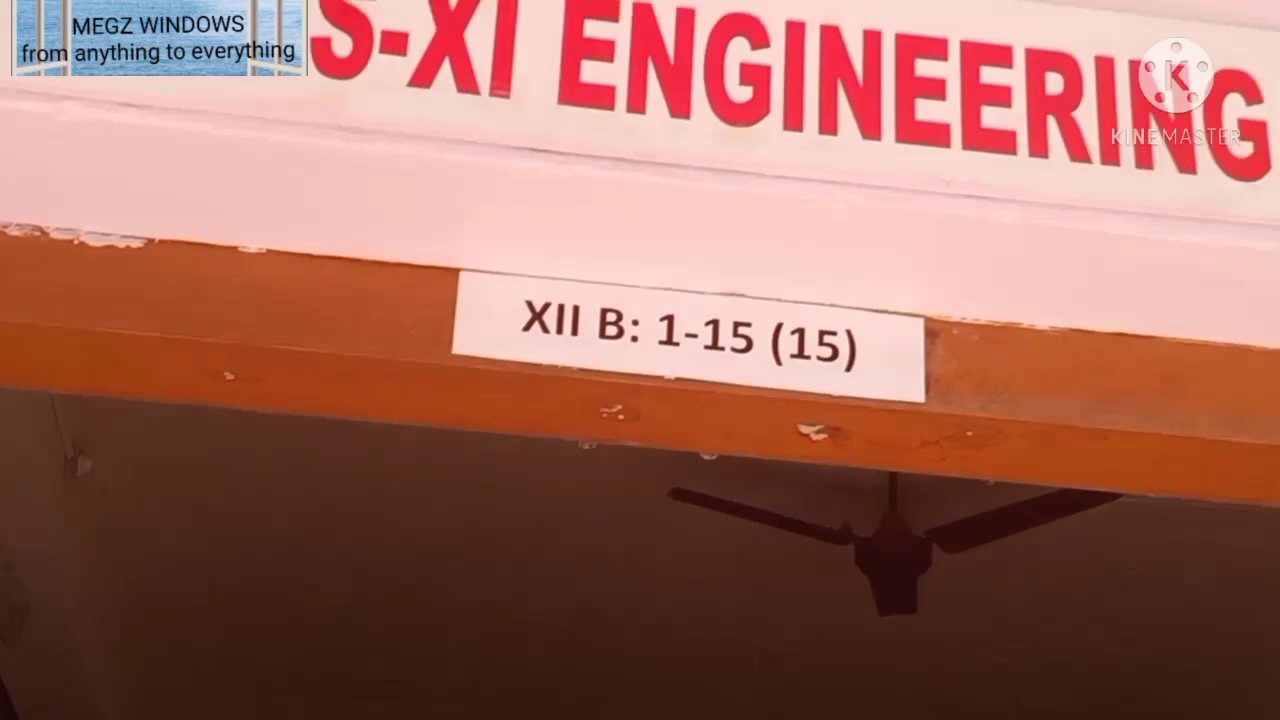 MEGZ WINDOWS
from anything to everything
S-XI ENGINEERING
K
KINEMASTER
XII B: 1-15 (15)